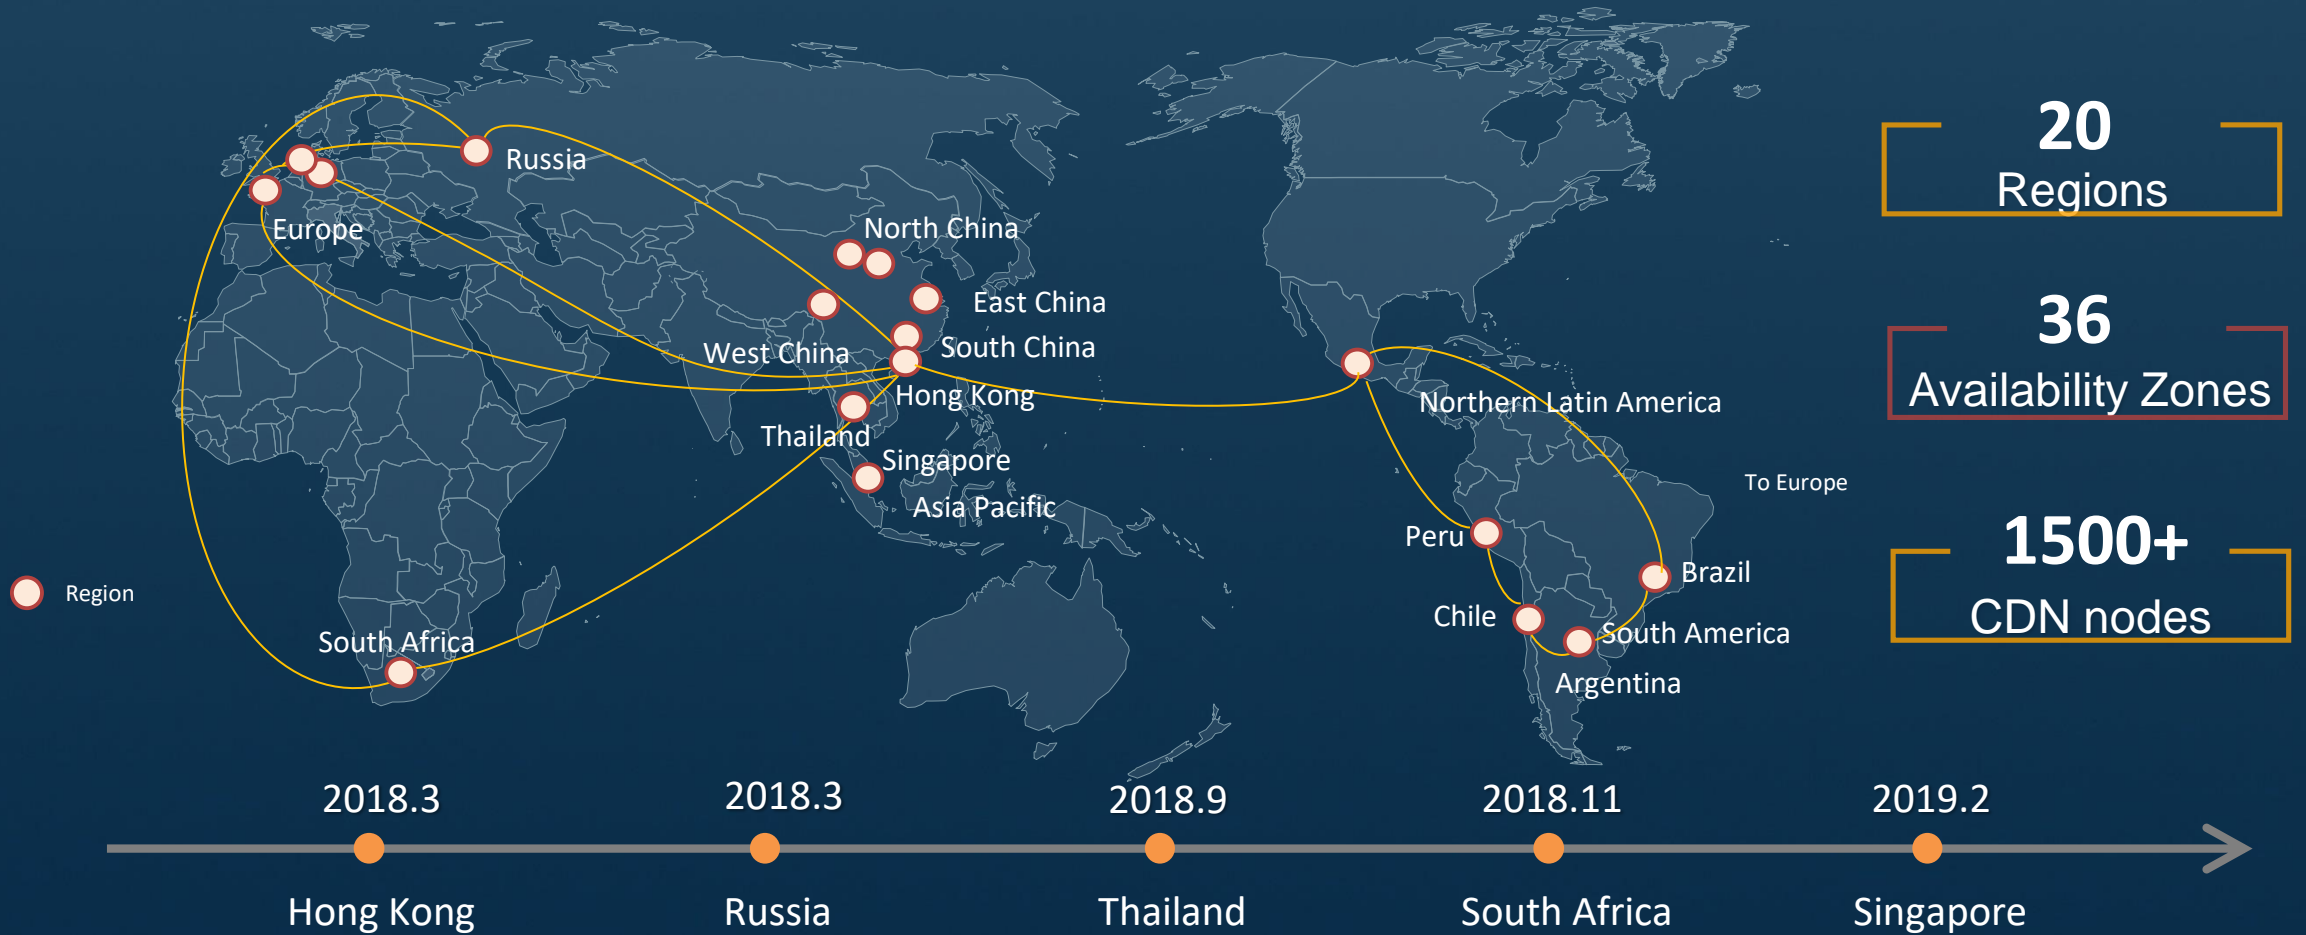 Russia
Europe
North China
East China
South China
West China
Hong Kong
Thailand
Singapore
Asia Pacific
South Africa
Region
Northern Latin America
To Europe
Peru
Brazil
Chile
South America
Argentina
20
Regions
36
Availability Zones
1500+
CDN nodes
2018.3
2018.3
2018.9
2018.11
2019.2
Hong Kong
Russia
Thailand
South Africa
Singapore